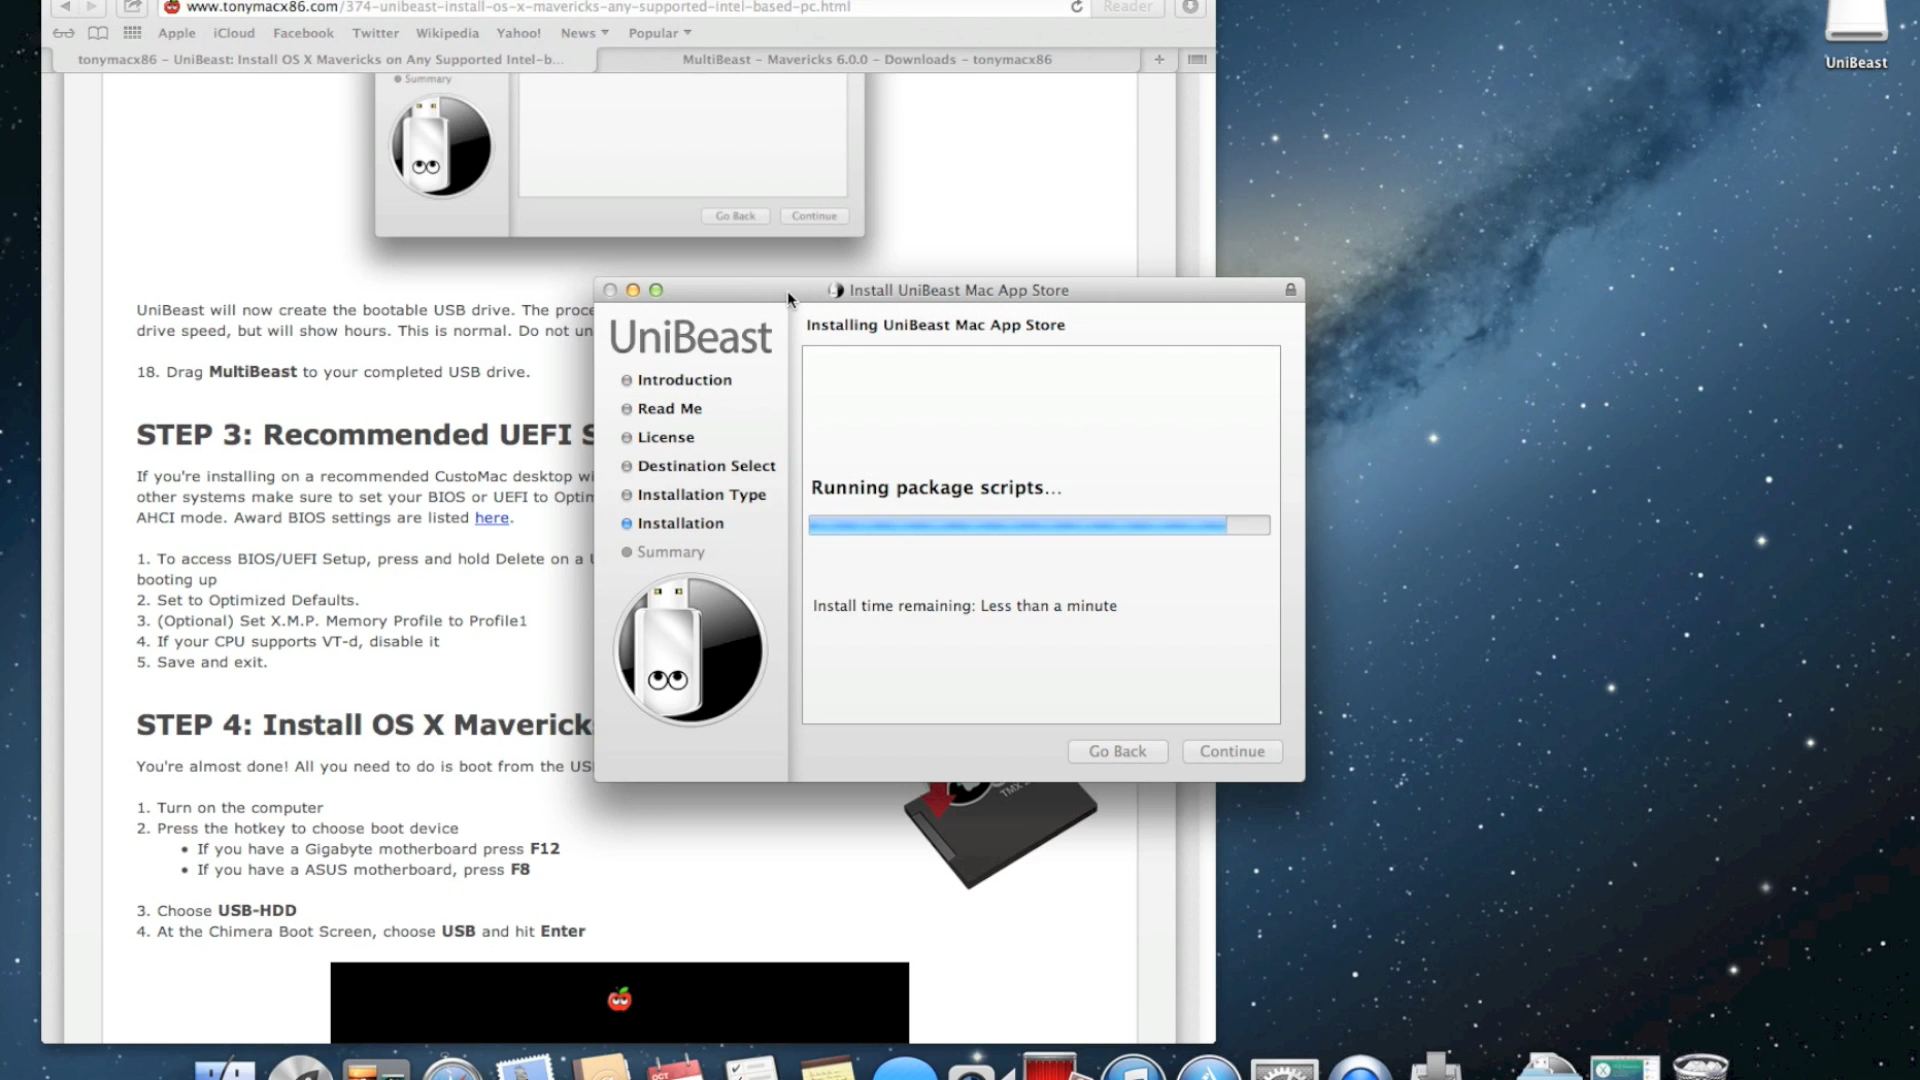 www.tonymacx86.com/374-unibeast-install-os-x-mavericks-any-supported-intel-based-pc.html
Reader
Apple iCloud Facebook Twitter Wikipedia Yahoo! News Popular
tonymacx86 – UniBeast: Install OS X Mavericks on Any Supported Intel-b...
MultiBeast – Mavericks 6.0.0 – Downloads – tonymacx86
UniBeast
Summary
Go Back Continue
UniBeast will now create the bootable USB drive. The proce
drive speed, but will show hours. This is normal. Do not un
18. Drag MultiBeast to your completed USB drive.
STEP 3: Recommended UEFI S
If you're installing on a recommended CustoMac desktop wi
other systems make sure to set your BIOS or UEFI to Optim
AHCI mode. Award BIOS settings are listed here.
1. To access BIOS/UEFI Setup, press and hold Delete on a U
booting up
2. Set to Optimized Defaults.
3. (Optional) Set X.M.P. Memory Profile to Profile1
4. If your CPU supports VT-d, disable it
5. Save and exit.
STEP 4: Install OS X Maverick
You're almost done! All you need to do is boot from the US
1. Turn on the computer
2. Press the hotkey to choose boot device
• If you have a Gigabyte motherboard press F12
• If you have a ASUS motherboard, press F8
3. Choose USB-HDD
4. At the Chimera Boot Screen, choose USB and hit Enter
Install UniBeast Mac App Store
UniBeast
Introduction
Read Me
License
Destination Select
Installation Type
Installation
Summary
Installing UniBeast Mac App Store
Running package scripts...
Install time remaining: Less than a minute
Go Back Continue
TMX
OCT